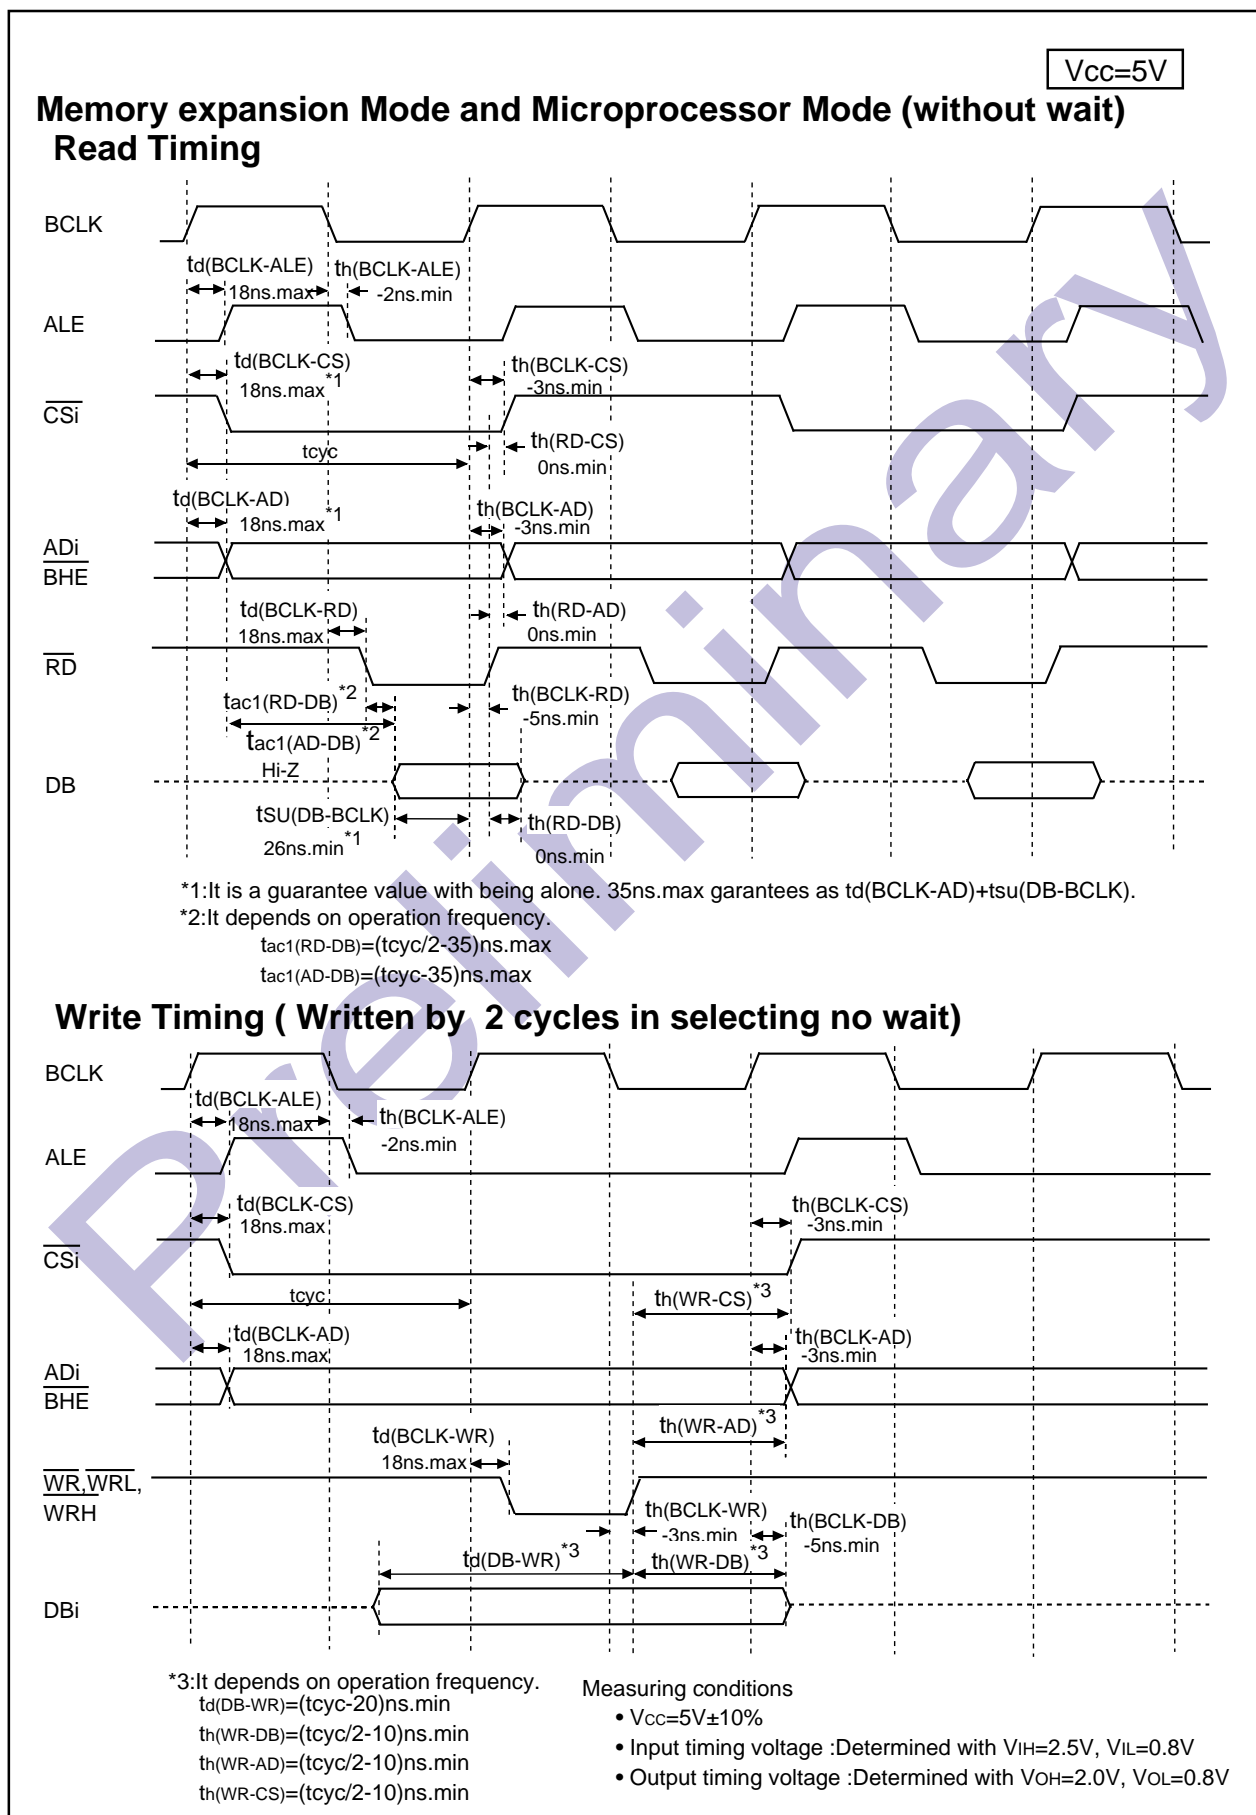 Vcc=5V
Memory expansion Mode and Microprocessor Mode (without wait)
Read Timing
BCLK
td(BCLK-ALE)
18ns.max
th(BCLK-ALE)
-2ns.min
ALE
td(BCLK-CS)
18ns.max*1
th(BCLK-CS)
-3ns.min
CSi
tcyc
th(RD-CS)
0ns.min
td(BCLK-AD)
18ns.max*1
th(BCLK-AD)
-3ns.min
ADi
BHE
td(BCLK-RD)
18ns.max
th(RD-AD)
0ns.min
RD
tac1(RD-DB)*2
th(BCLK-RD)
-5ns.min
tac1(AD-DB)*2
Hi-Z
DB
tSU(DB-BCLK)
26ns.min*1
th(RD-DB)
0ns.min
*1:It is a guarantee value with being alone. 35ns.max garantees as td(BCLK-AD)+tsu(DB-BCLK).
*2:It depends on operation frequency.
tac1(RD-DB)=(tcyc/2-35)ns.max
tac1(AD-DB)=(tcyc-35)ns.max
Write Timing ( Written by 2 cycles in selecting no wait)
BCLK
td(BCLK-ALE)
18ns.max
th(BCLK-ALE)
-2ns.min
ALE
td(BCLK-CS)
18ns.max
th(BCLK-CS)
-3ns.min
CSi
tcyc
th(WR-CS)*3
td(BCLK-AD)
18ns.max
th(BCLK-AD)
-3ns.min
ADi
BHE
th(WR-AD)*3
td(BCLK-WR)
18ns.max
WR,WRL,
WRH
th(BCLK-WR)
-3ns.min
th(BCLK-DB)
-5ns.min
td(DB-WR)*3
th(WR-DB)*3
DBi
*3:It depends on operation frequency.
td(DB-WR)=(tcyc-20)ns.min
th(WR-DB)=(tcyc/2-10)ns.min
th(WR-AD)=(tcyc/2-10)ns.min
th(WR-CS)=(tcyc/2-10)ns.min
Measuring conditions
• VCC=5V±10%
• Input timing voltage :Determined with VIH=2.5V, VIL=0.8V
• Output timing voltage :Determined with VOH=2.0V, VOL=0.8V
Preliminary